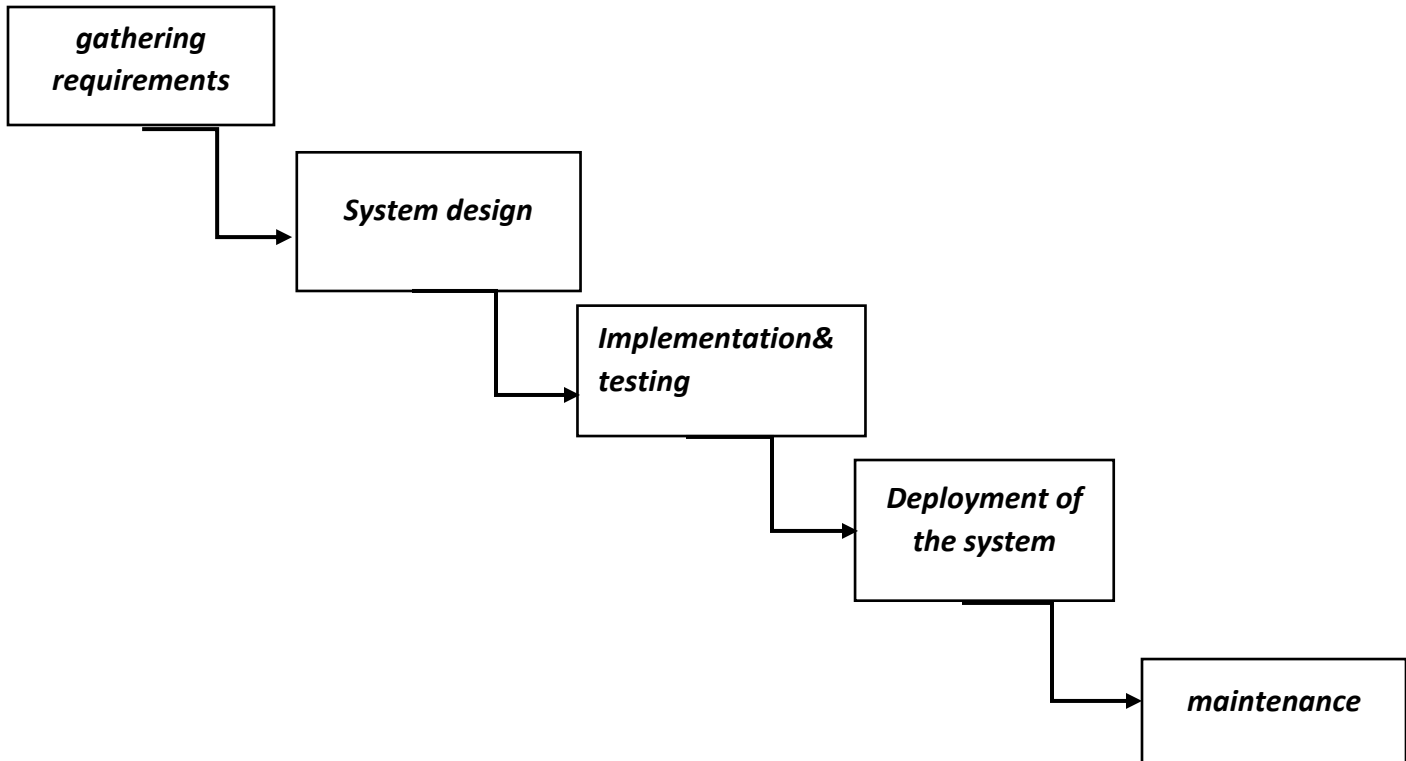 gathering
requirements
System design
Implementation&
testing
Deployment of
the system
maintenance